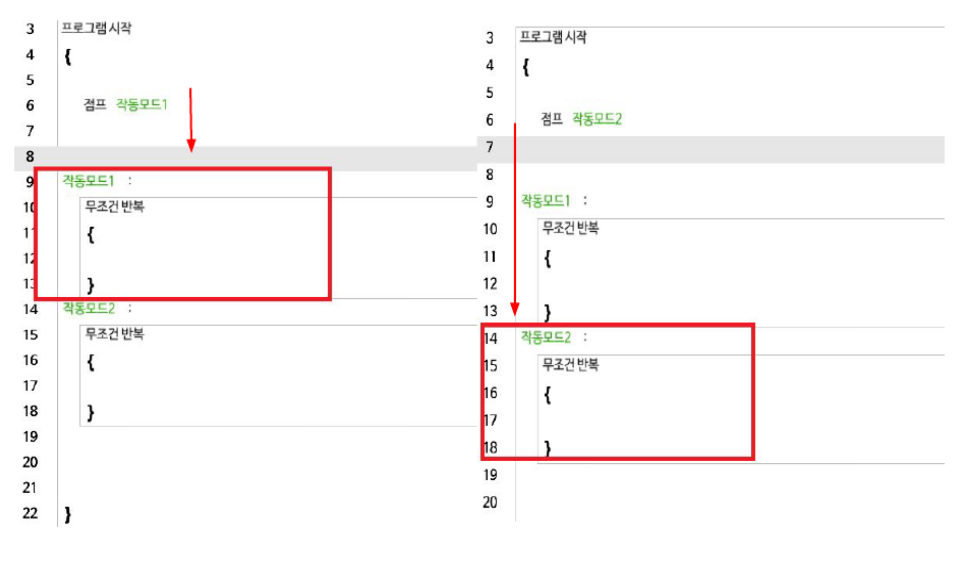 3 프로그램 시작
4 {
5
6 점프 작동모드1
7
8
9 작동모드1 :
10 무조건 반복
11 {
12
13 }
14 작동모드2 :
15 무조건 반복
16 {
17
18 }
19
20
21
22 }
3 프로그램 시작
4 {
5
6 점프 작동모드2
7
8
9 작동모드1 :
10 무조건 반복
11 {
12
13 }
14 작동모드2 :
15 무조건 반복
16 {
17
18 }
19
20